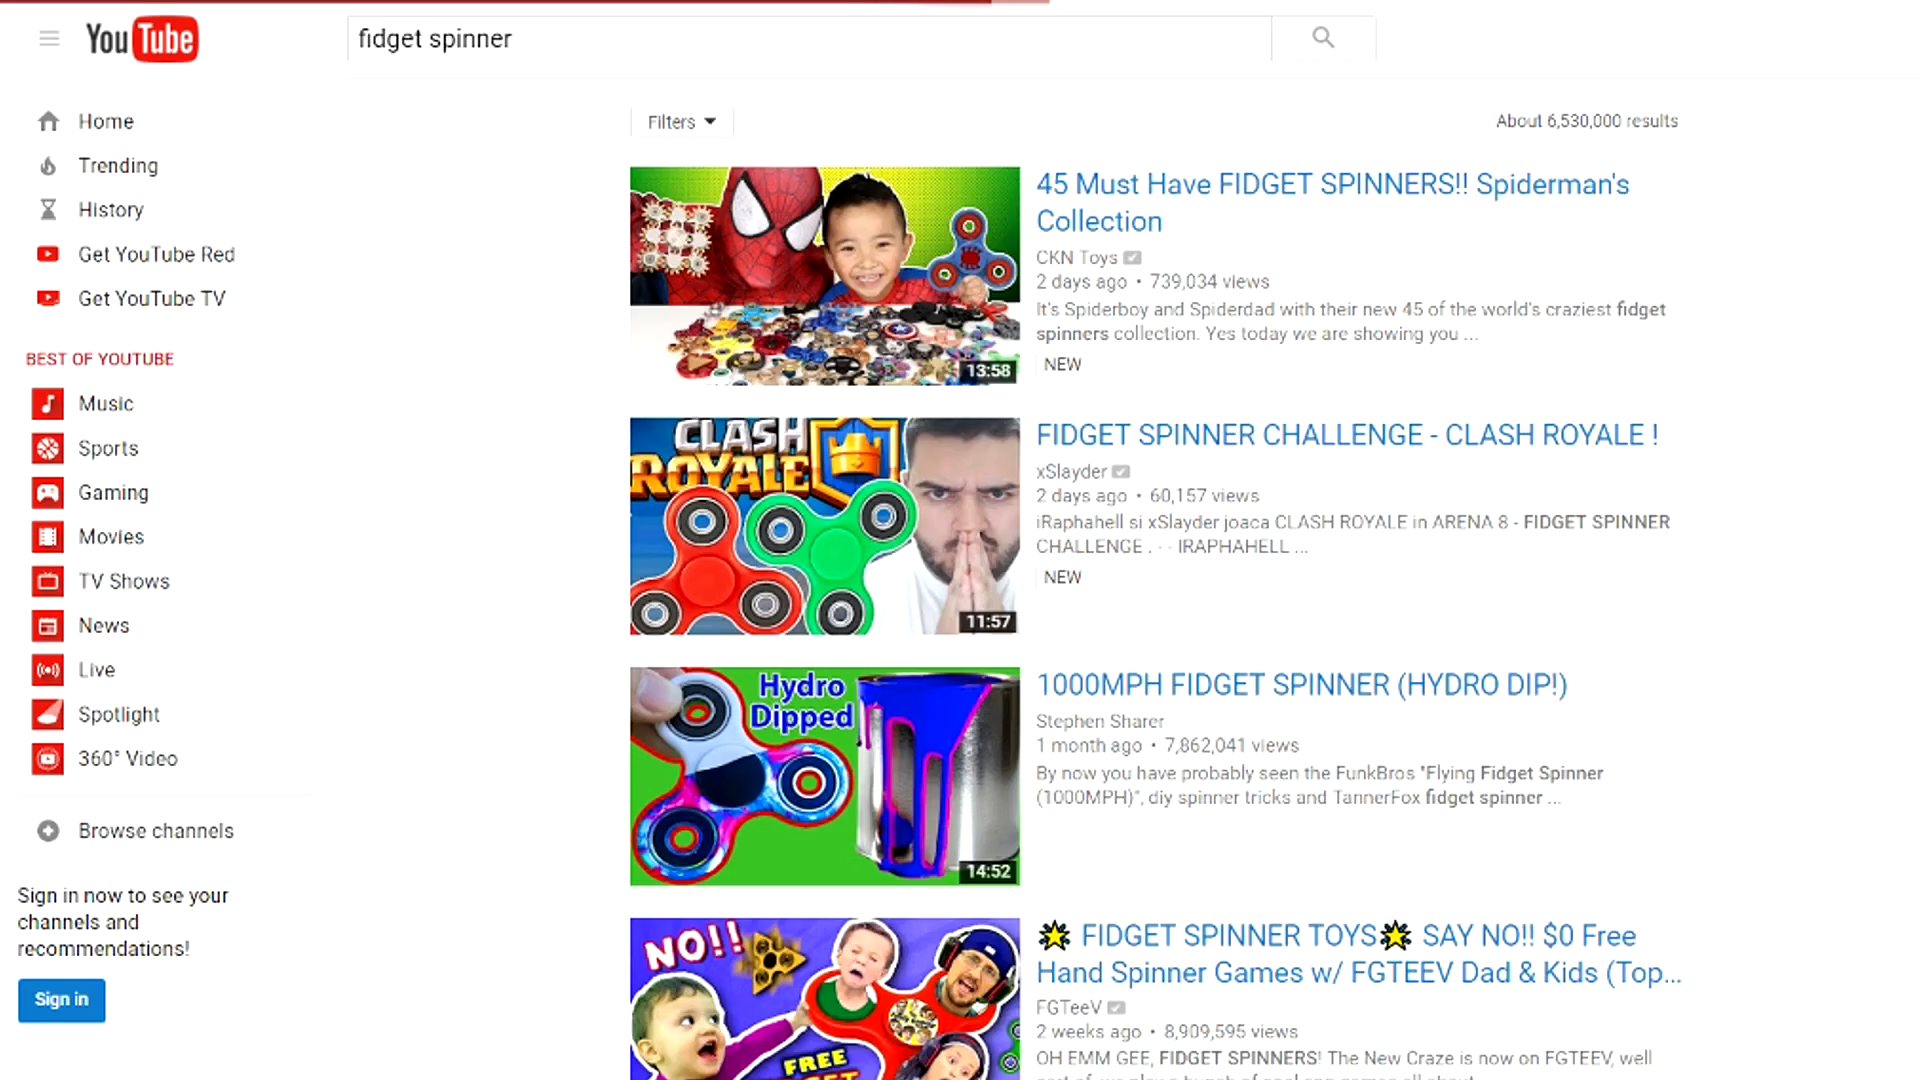 YouTube
fidget spinner
Home
Trending
History
Get YouTube Red
Get YouTube TV
BEST OF YOUTUBE
Music
Sports
Gaming
Movies
TV Shows
News
Live
Spotlight
360° Video
Browse channels
Sign in now to see your
channels and
recommendations!
Sign in
Filters
About 6,530,000 results
13:58
45 Must Have FIDGET SPINNERS!! Spiderman's
Collection
CKN Toys
2 days ago • 739,034 views
It's Spiderboy and Spiderdad with their new 45 of the world's craziest fidget
spinners collection. Yes today we are showing you ...
NEW
CLASH
ROYALE
11:57
FIDGET SPINNER CHALLENGE - CLASH ROYALE !
xSlayder
2 days ago • 60,157 views
iRaphahell si xSlayder joaca CLASH ROYALE in ARENA 8 - FIDGET SPINNER
CHALLENGE . - - IRAPHAHELL ...
NEW
Hydro
Dipped
14:52
1000MPH FIDGET SPINNER (HYDRO DIP!)
Stephen Sharer
1 month ago • 7,862,041 views
By now you have probably seen the FunkBros "Flying Fidget Spinner
(1000MPH)", diy spinner tricks and TannerFox fidget spinner ...
NO!!
FREE
🌟 FIDGET SPINNER TOYS🌟 SAY NO!! $0 Free
Hand Spinner Games w/ FGTEEV Dad & Kids (Top...
FGTeeV
2 weeks ago • 8,909,595 views
OH EMM GEE, FIDGET SPINNERS! The New Craze is now on FGTEEV, well